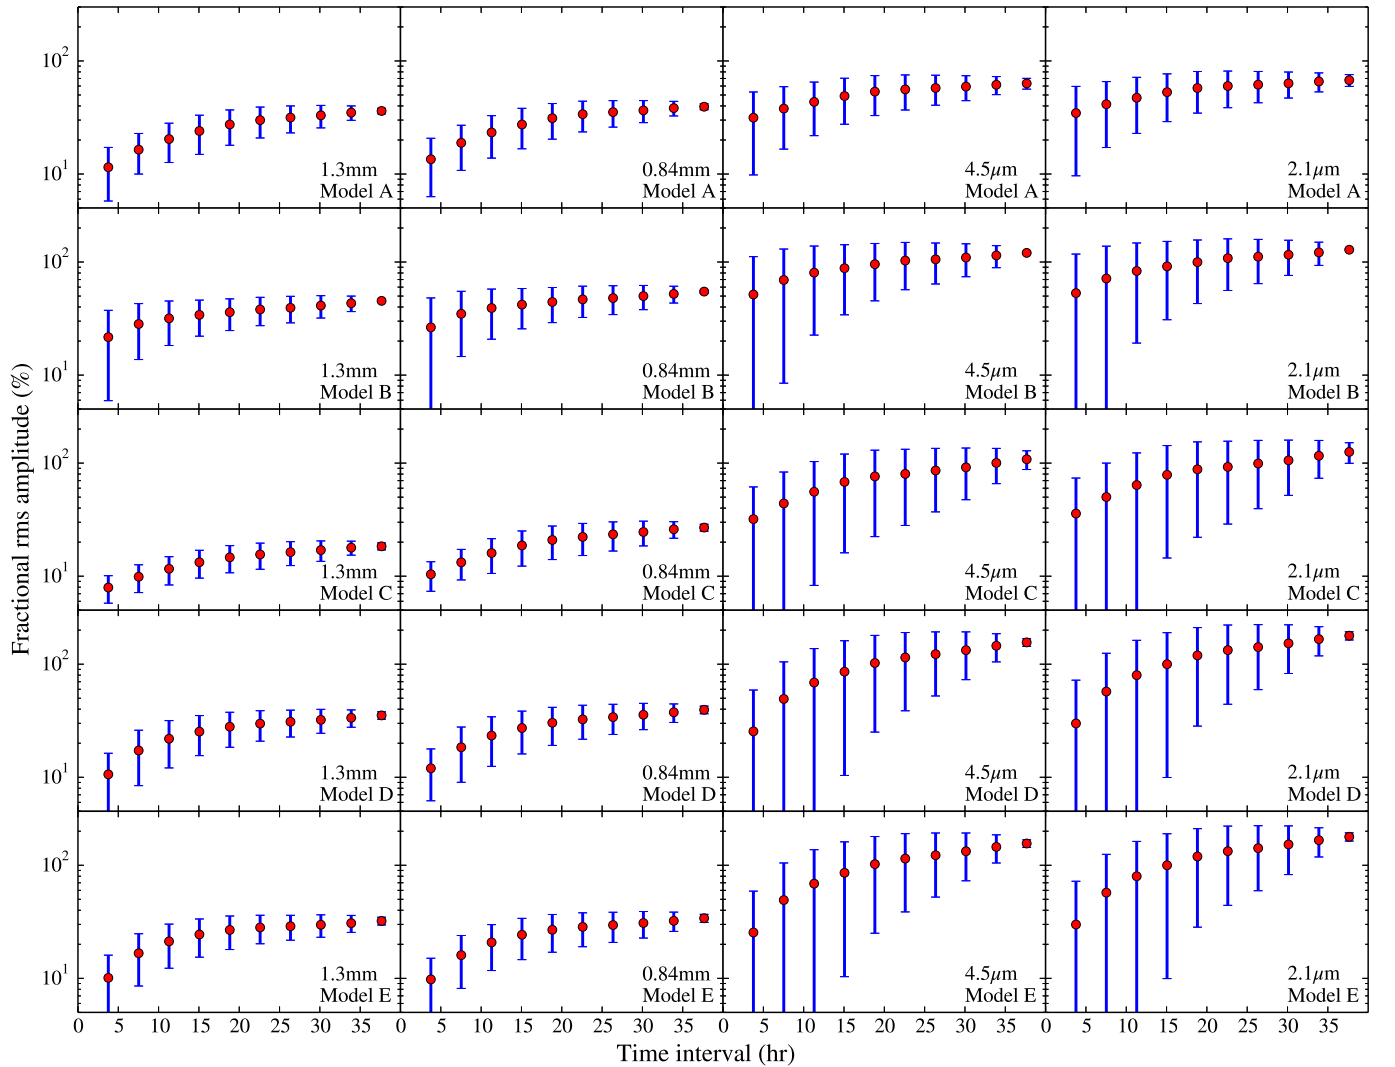 10²
10¹
1.3mm
Model A
0.84mm
Model A
4.5μm
Model A
2.1μm
Model A
10²
10¹
1.3mm
Model B
0.84mm
Model B
4.5μm
Model B
2.1μm
Model B
Fractional rms amplitude (%)
10²
10¹
1.3mm
Model C
0.84mm
Model C
4.5μm
Model C
2.1μm
Model C
10²
10¹
1.3mm
Model D
0.84mm
Model D
4.5μm
Model D
2.1μm
Model D
10²
10¹
1.3mm
Model E
0.84mm
Model E
4.5μm
Model E
2.1μm
Model E
0 5 10 15 20 25 30 35 0 5 10 15 20 25 30 35 0 5 10 15 20 25 30 35 0 5 10 15 20 25 30 35
Time interval (hr)